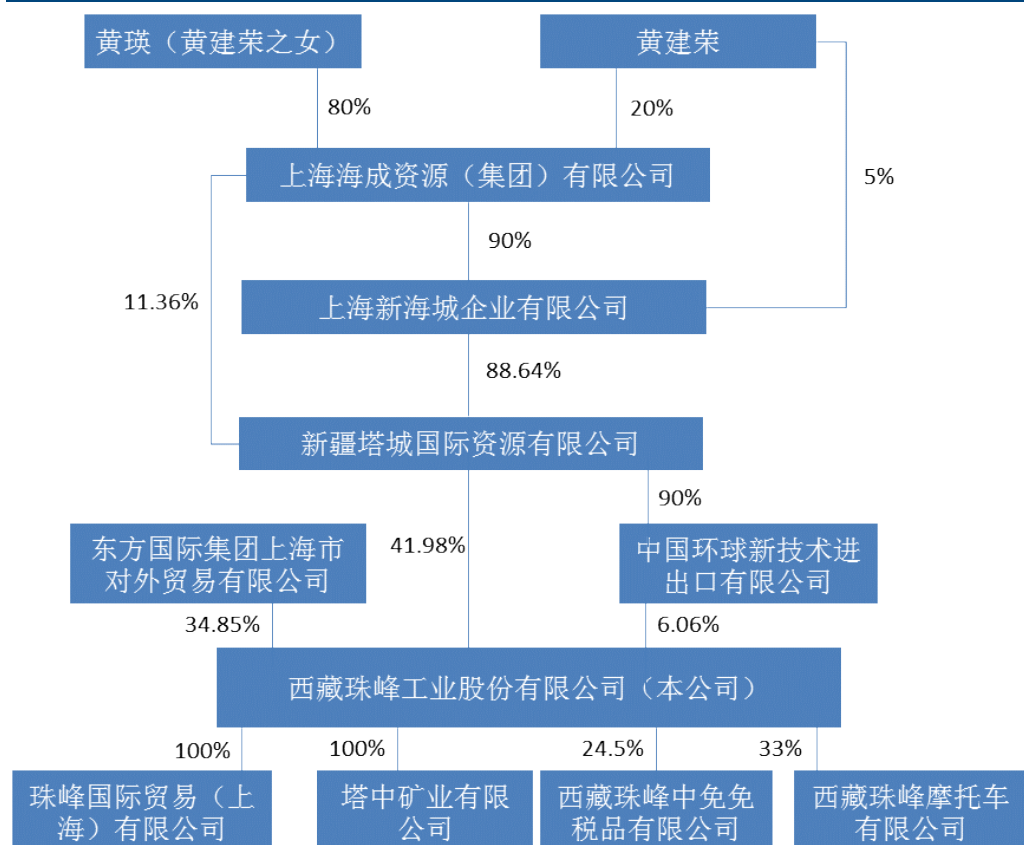 黄瑛（黄建荣之女）
黄建荣
80%
20%
上海海成资源（集团）有限公司
5%
90%
11.36%
上海新海城企业有限公司
88.64%
新疆塔城国际资源有限公司
90%
东方国际集团上海市
对外贸易有限公司
41.98%
中国环球新技术进
出口有限公司
34.85%
6.06%
西藏珠峰工业股份有限公司（本公司）
100%
100%
24.5%
33%
珠峰国际贸易（上
海）有限公司
塔中矿业有限
公司
西藏珠峰中免免
税品有限公司
西藏珠峰摩托车
有限公司